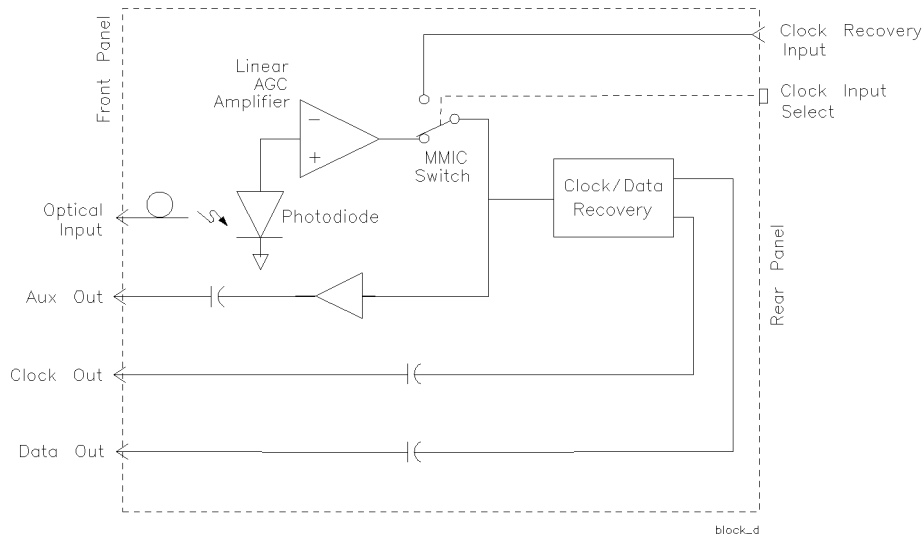 Front Panel
Linear
AGC
Amplifier
−
+
Clock Recovery
Input
Clock Input
Select
MMIC
Switch
Clock/Data
Recovery
Optical
Input
Photodiode
Aux Out
Rear Panel
Clock Out
Data Out
block_d